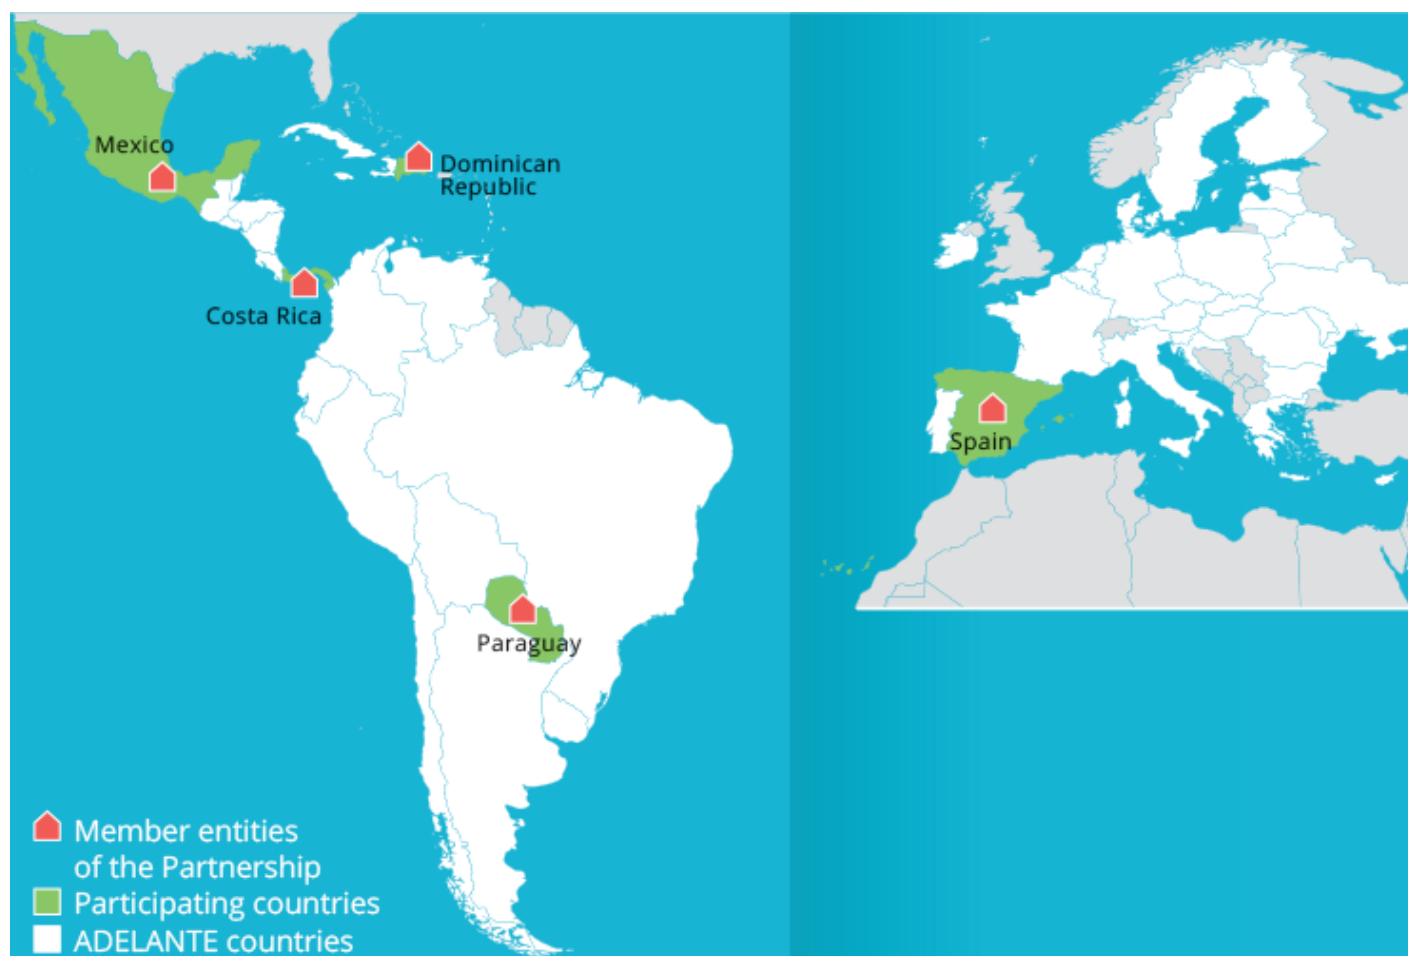 Mexico
Dominican
Republic
Costa Rica
Spain
Paraguay
Member entities
of the Partnership
Participating countries
ADELANTE countries